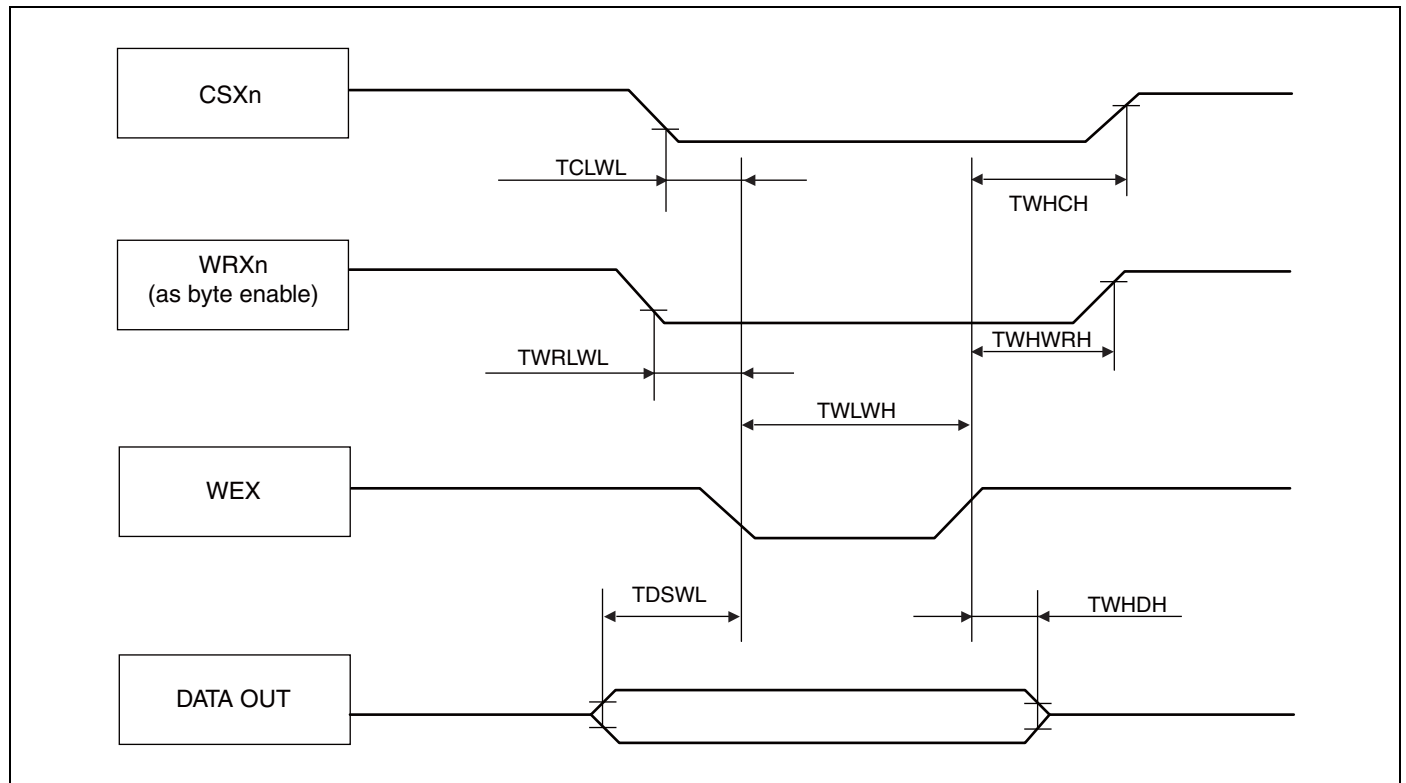 CSXn
TCLWL
TWHCH
WRXn
(as byte enable)
TWRLWL
TWHWRH
TWLWH
WEX
TDSWL
TWHDH
DATA OUT